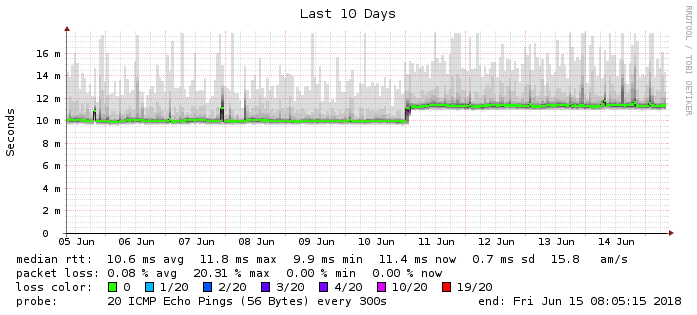 Last 10 Days
RRDTOOL / TOBI OETIKER
Seconds
16 m
14 m
12 m
10 m
8 m
6 m
4 m
2 m
0
05 Jun 06 Jun 07 Jun 08 Jun 09 Jun 10 Jun 11 Jun 12 Jun 13 Jun 14 Jun
median rtt: 10.6 ms avg 11.8 ms max 9.9 ms min 11.4 ms now 0.7 ms sd 15.8 am/s
packet loss: 0.08 % avg 20.31 % max 0.00 % min 0.00 % now
loss color: 0 1/20 2/20 3/20 4/20 10/20 19/20
probe: 20 ICMP Echo Pings (56 Bytes) every 300s end: Fri Jun 15 08:05:15 2018